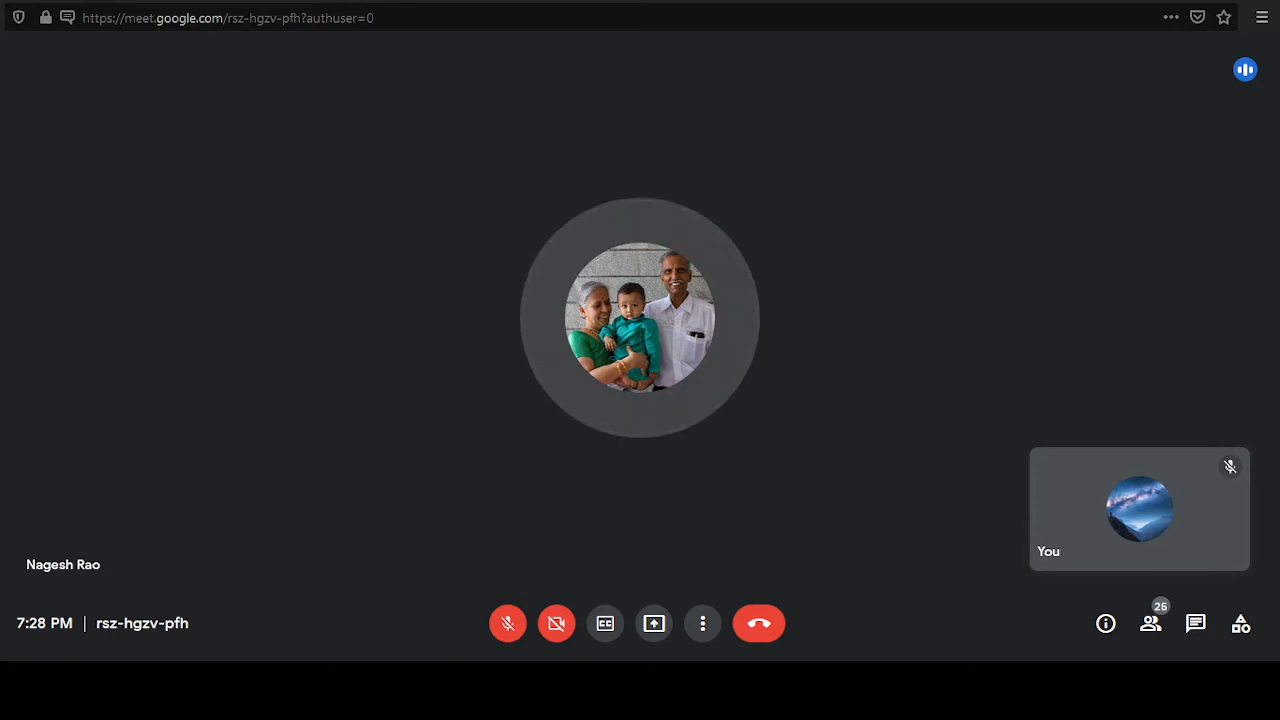 https://meet.google.com/rsz-hgzv-pfh?authuser=0
You
Nagesh Rao
7:28 PM | rsz-hgzv-pfh
CC
25